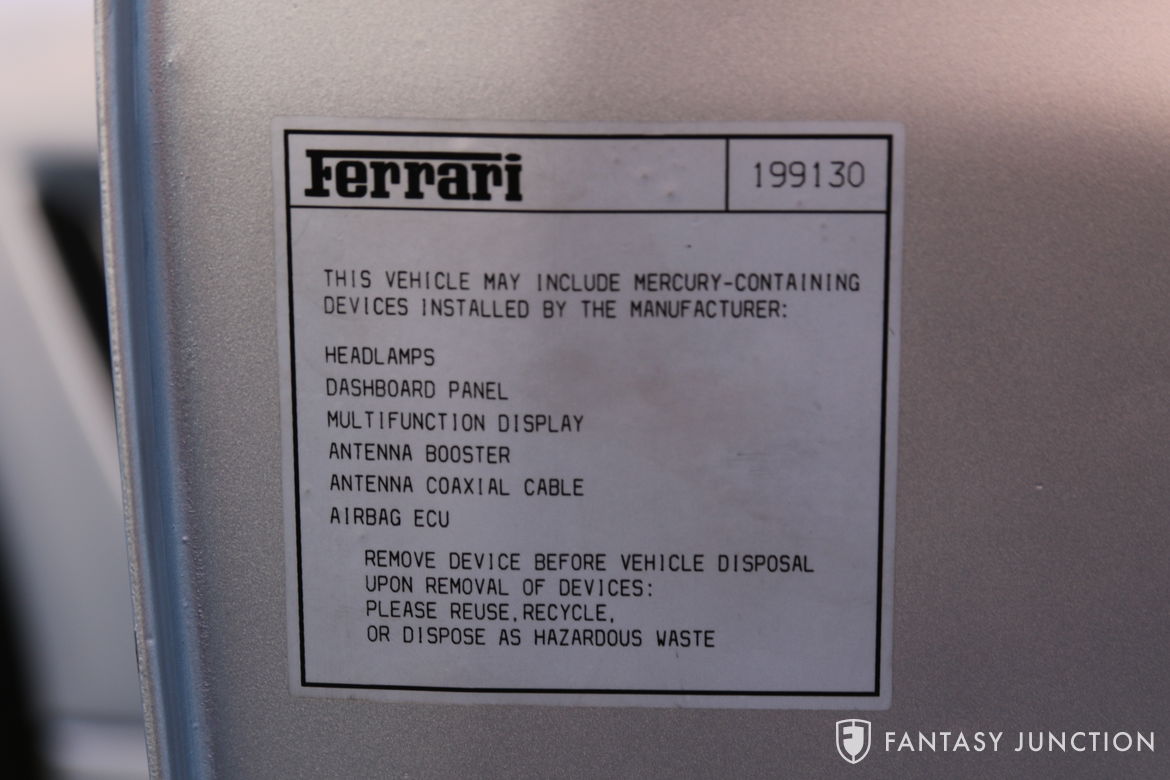 Ferrari
199130
THIS VEHICLE MAY INCLUDE MERCURY-CONTAINING
DEVICES INSTALLED BY THE MANUFACTURER:
HEADLAMPS
DASHBOARD PANEL
MULTIFUNCTION DISPLAY
ANTENNA BOOSTER
ANTENNA COAXIAL CABLE
AIRBAG ECU
REMOVE DEVICE BEFORE VEHICLE DISPOSAL
UPON REMOVAL OF DEVICES:
PLEASE REUSE,RECYCLE,
OR DISPOSE AS HAZARDOUS WASTE
FANTASY JUNCTION